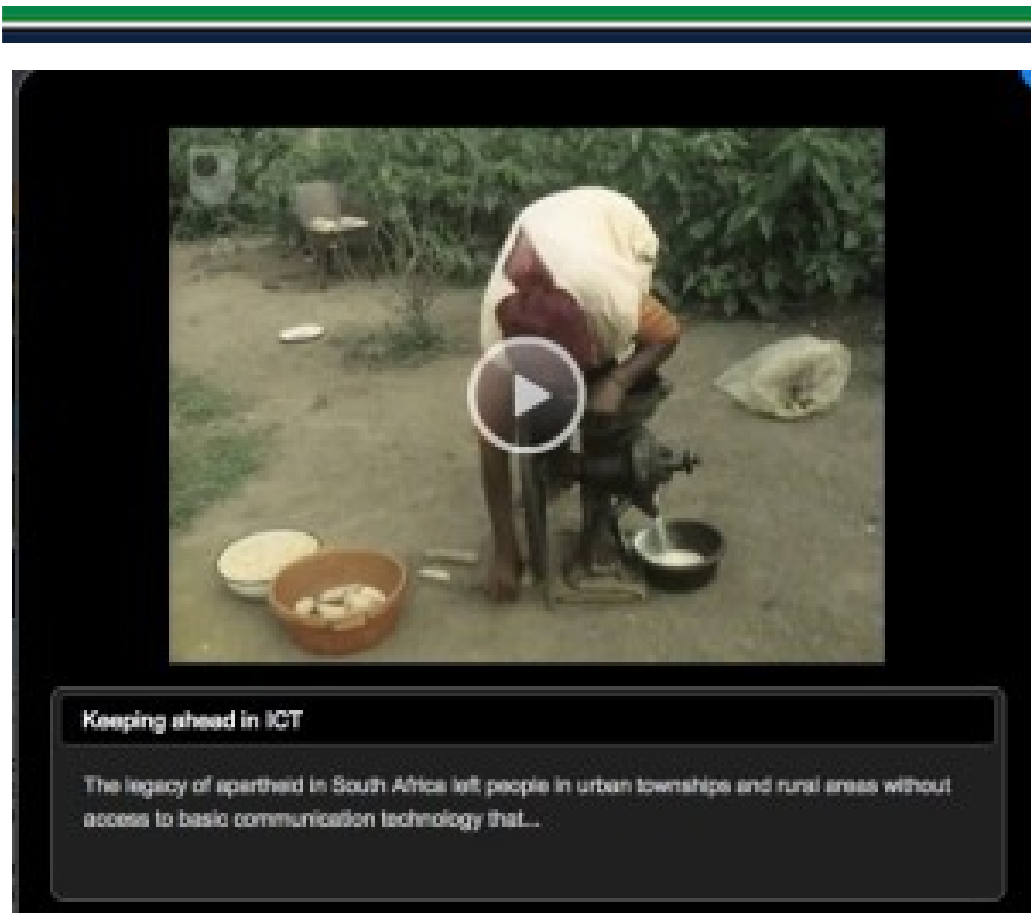 Keeping ahead in ICT
The legacy of apartheid in South Africa left people in urban townships and rural areas without
access to basic communication technology that...